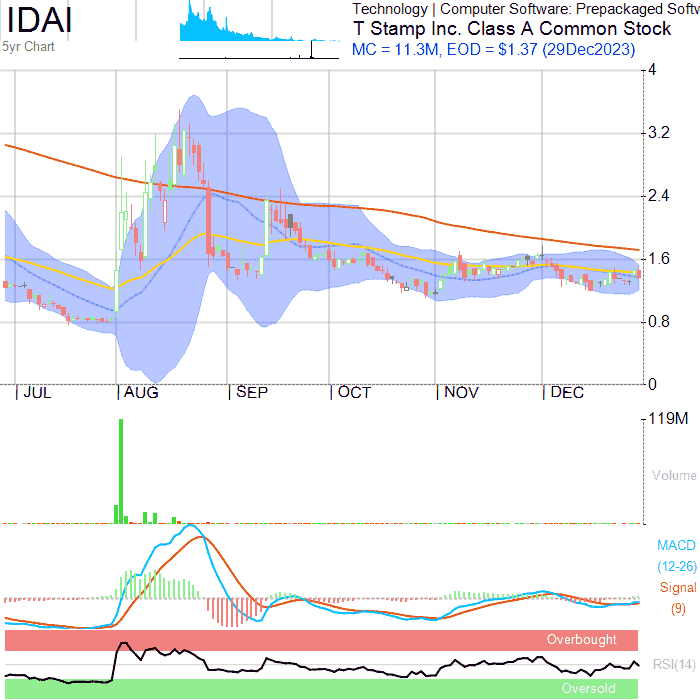 IDAI
5yr Chart
Technology | Computer Software: Prepackaged Softw
T Stamp Inc. Class A Common Stock
MC = 11.3M, EOD = $1.37 (29Dec2023)
4
3.2
2.4
1.6
0.8
0
JUL AUG SEP OCT NOV DEC
119M
Volume
MACD
(12-26)
Signal
(9)
Overbought
RSI(14)
Oversold